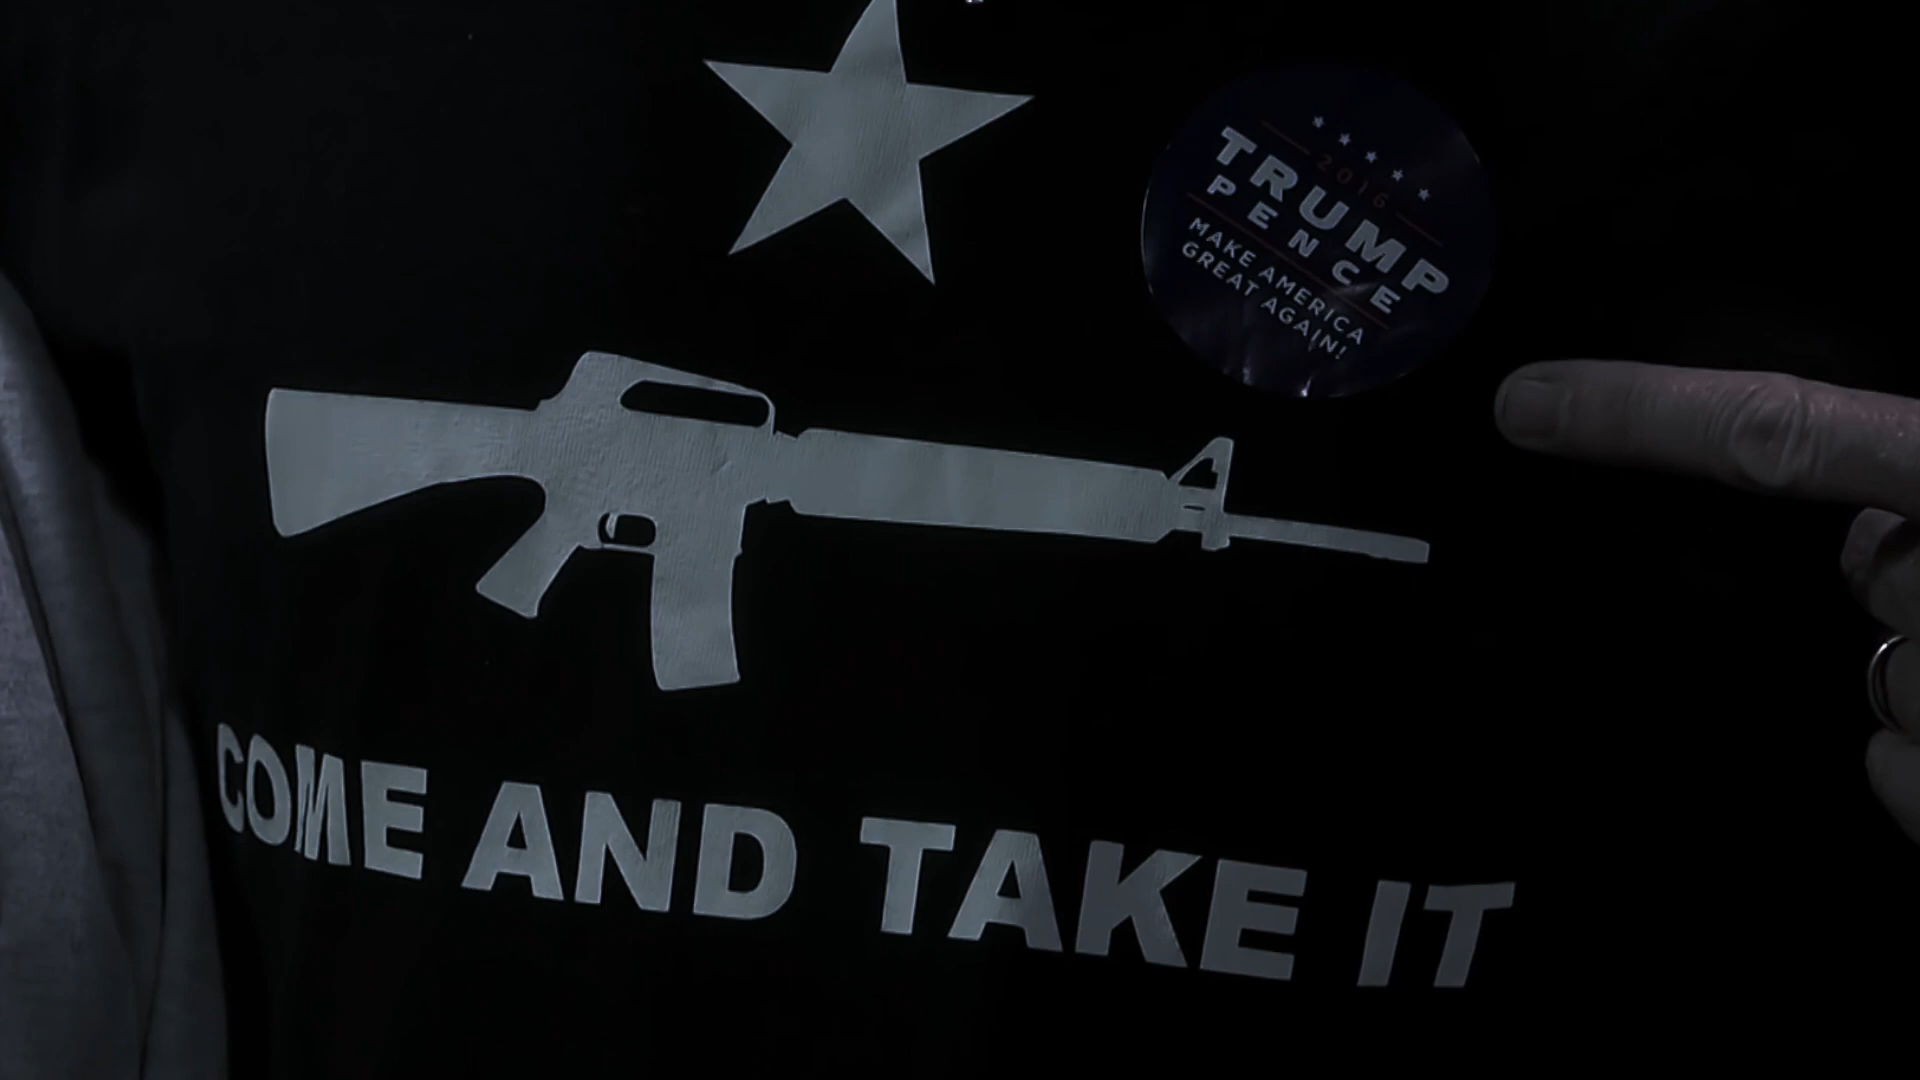 2016
TRUMP
PENCE
MAKE AMERICA
GREAT AGAIN!
COME AND TAKE IT